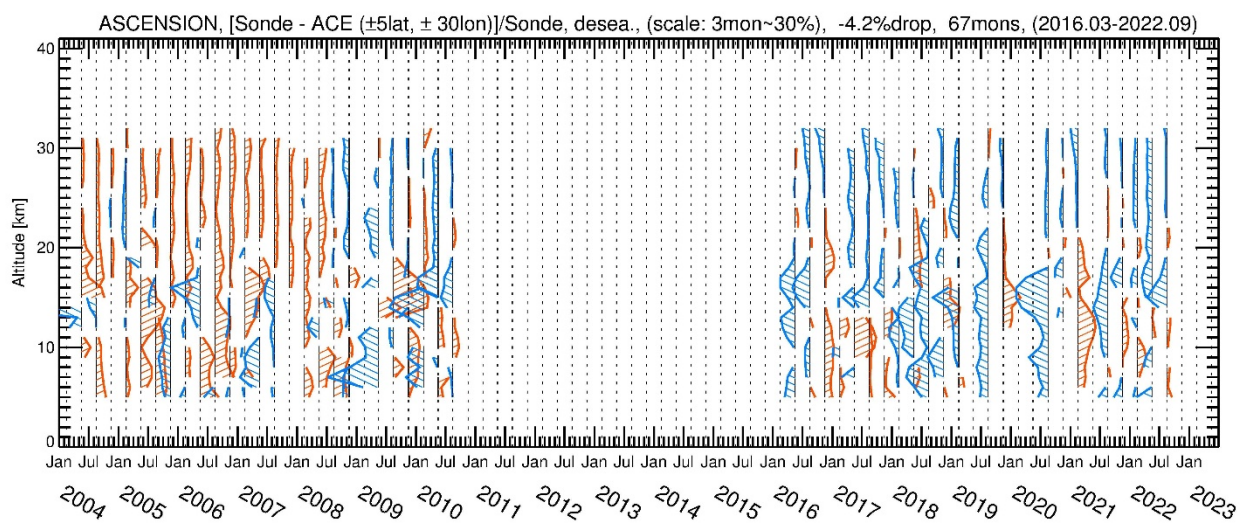 ASCENSION, [Sonde - ACE (±5lat, ± 30lon)]/Sonde, desea., (scale: 3mon~30%), -4.2%drop, 67mons, (2016.03-2022.09)
40
30
20
10
0
Altitude [km]
Jan Jul Jan Jul Jan Jul Jan Jul Jan Jul Jan Jul Jan Jul Jan Jul Jan Jul Jan Jul Jan Jul Jan Jul Jan Jul Jan Jul Jan Jul Jan Jul Jan Jul Jan Jul Jan Jul Jan
2004 2005 2006 2007 2008 2009 2010 2011 2012 2013 2014 2015 2016 2017 2018 2019 2020 2021 2022 2023